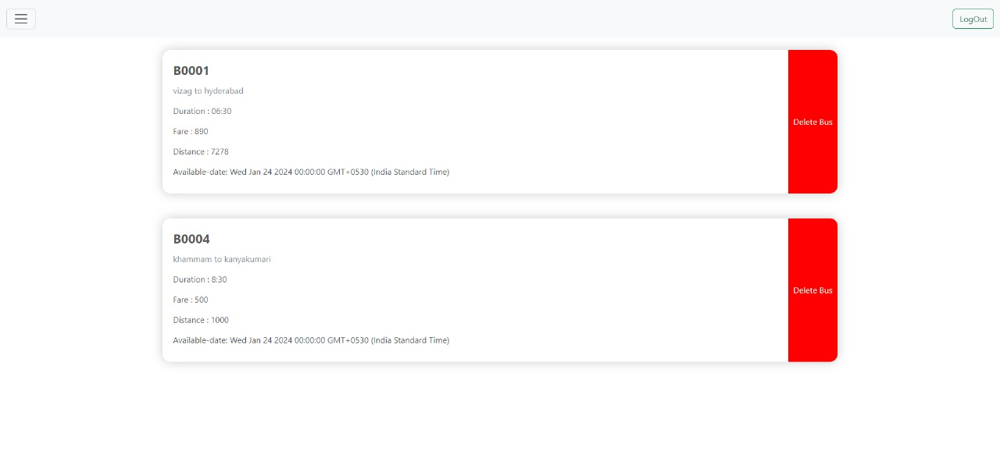 LogOut
B0001
vizag to hyderabad
Duration : 06:30
Fare : 890
Distance : 7278
Available-date: Wed Jan 24 2024 00:00:00 GMT+0530 (India Standard Time)
Delete Bus
B0004
khammam to kanyakumari
Duration : 8:30
Fare : 500
Distance : 1000
Available-date: Wed Jan 24 2024 00:00:00 GMT+0530 (India Standard Time)
Delete Bus